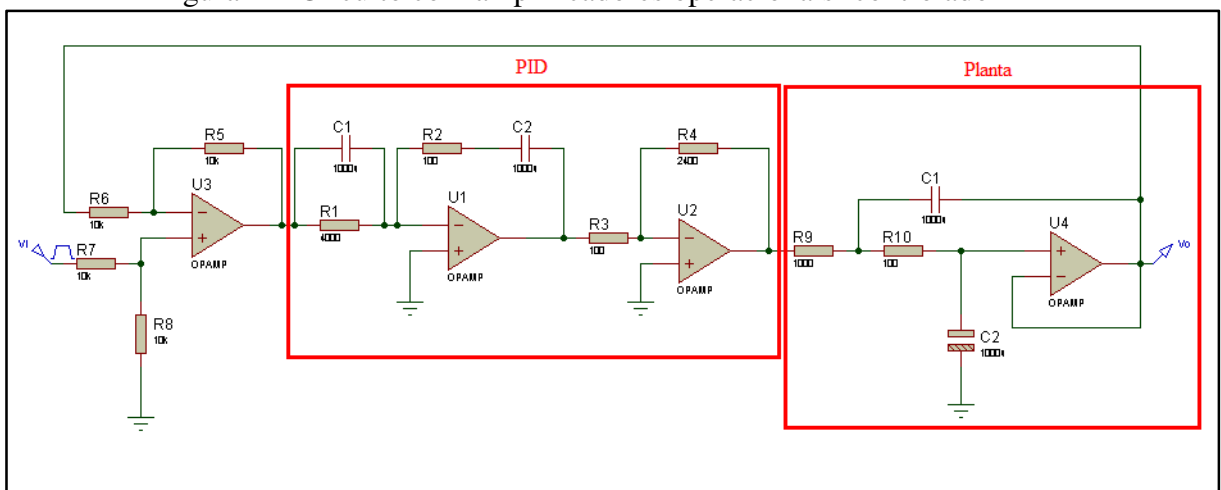 PID
Planta
R5
10k
C1
1000u
R2
100
C2
1000u
R4
2400
R6
10k
U3
OPAMP
R1
4000
U1
OPAMP
R3
100
U2
OPAMP
C1
1000u
R9
1000
R10
100
U4
OPAMP
Vo
VI
R7
10k
R8
10k
C2
1000u